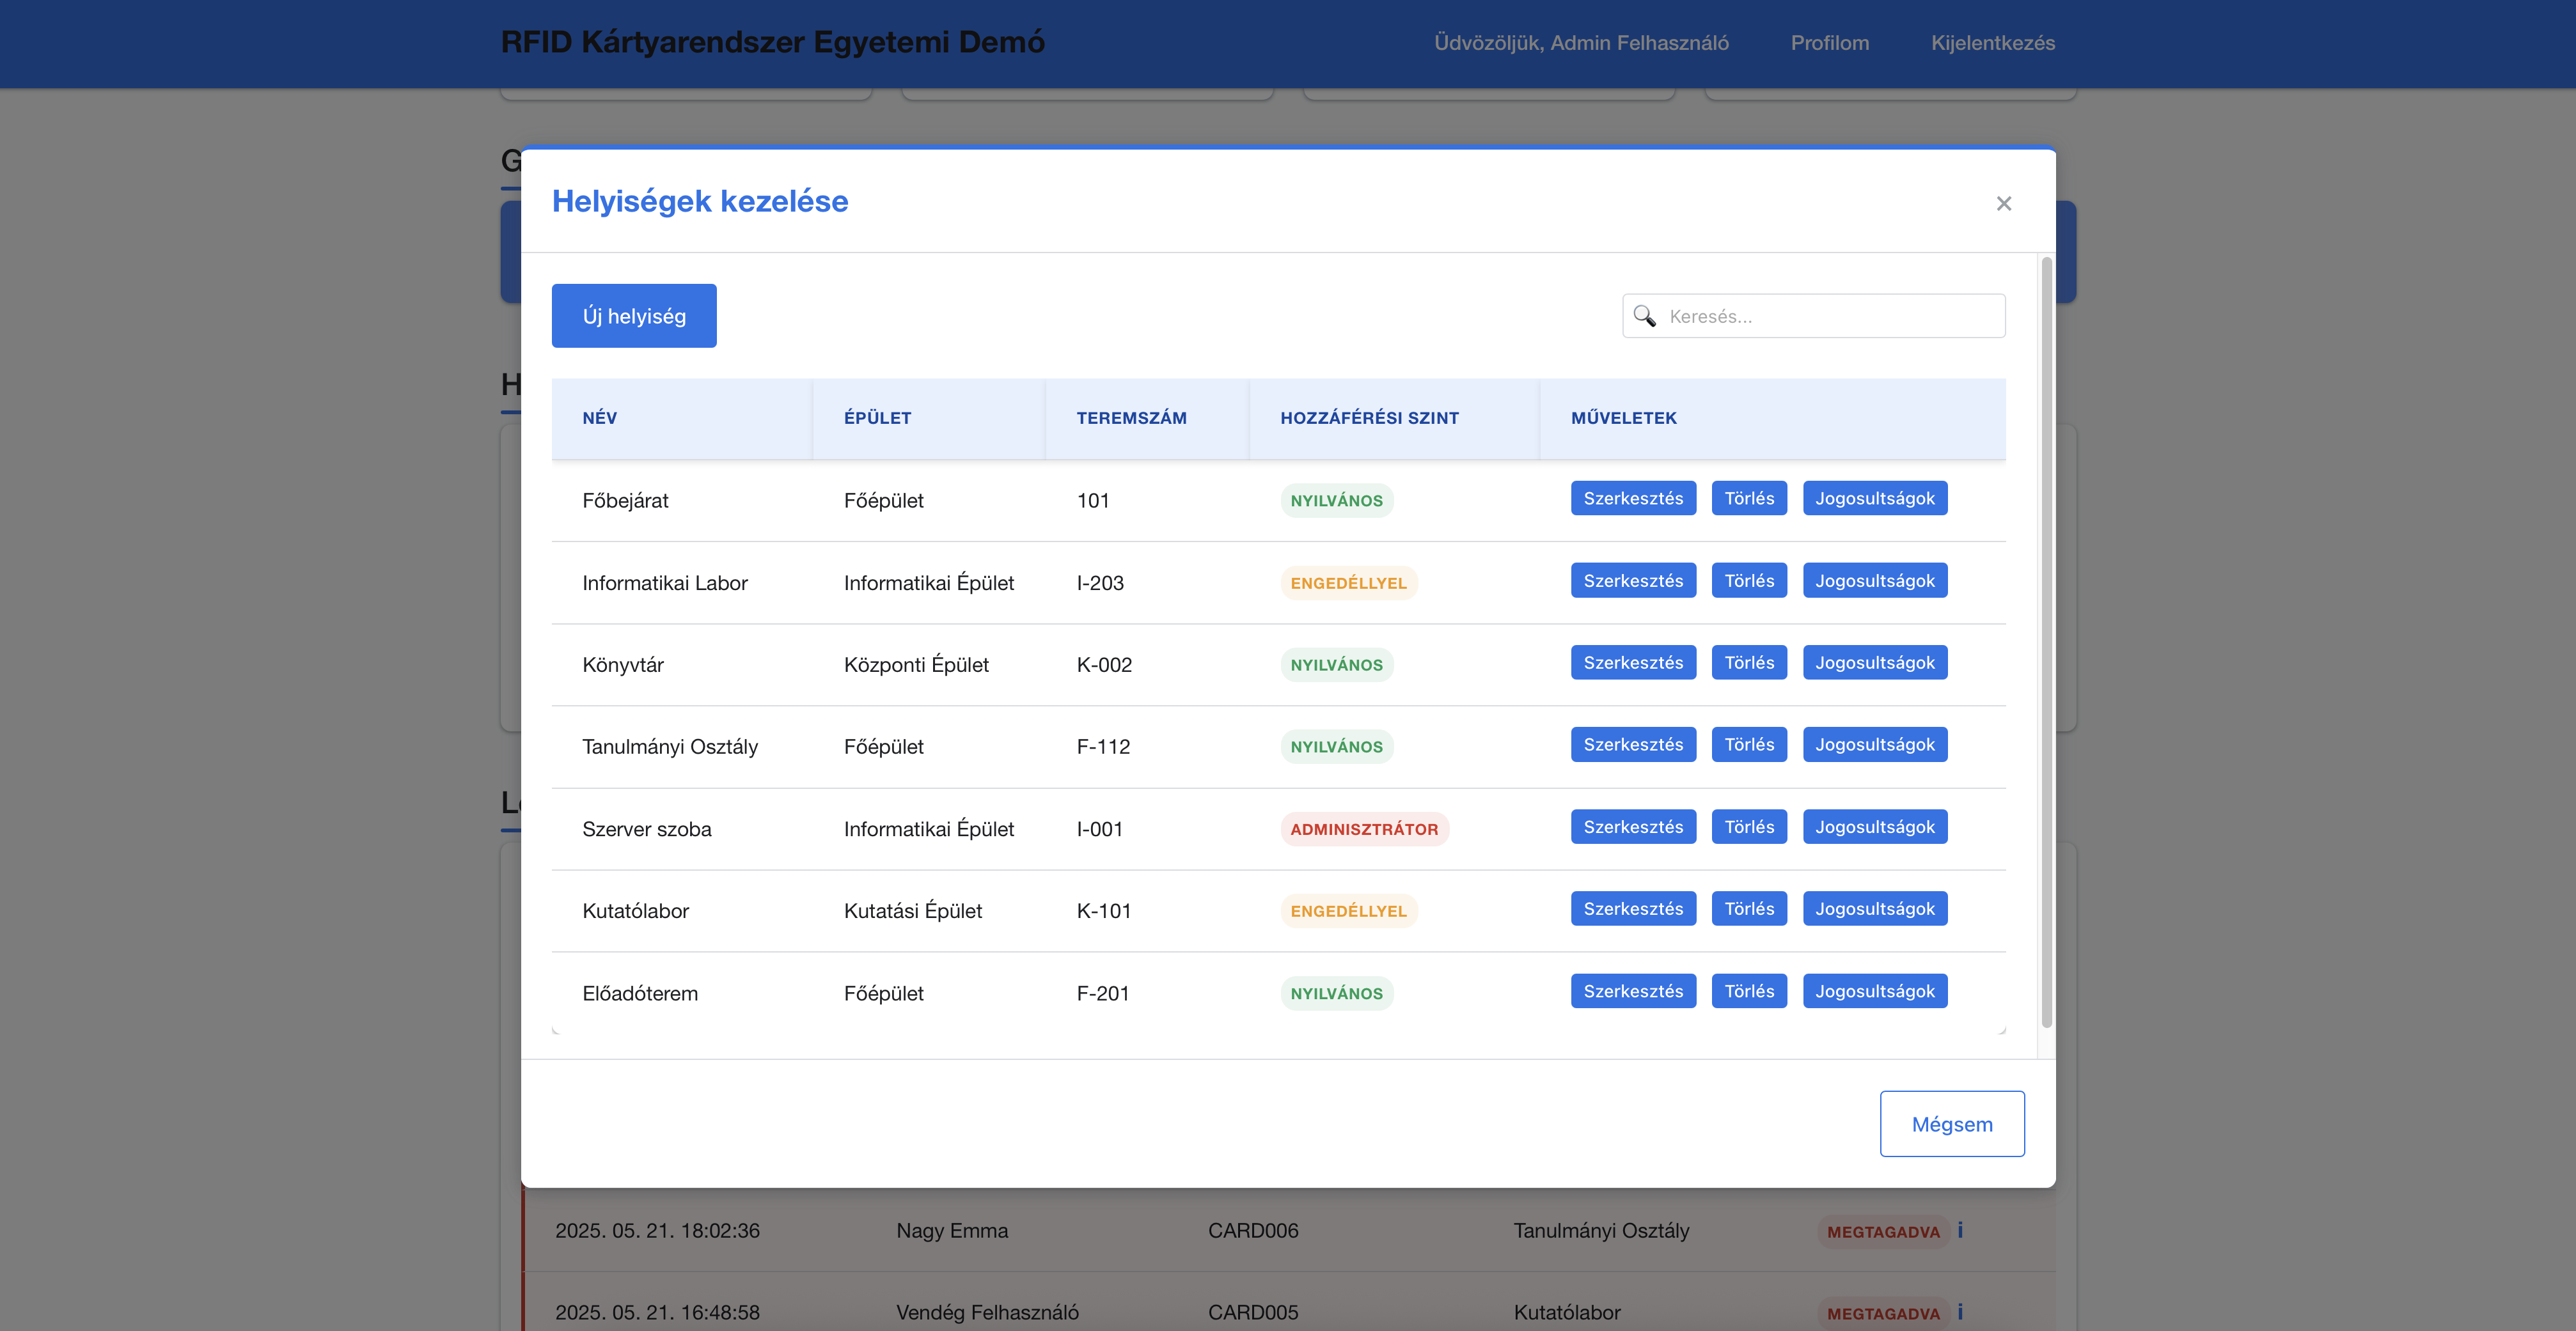 RFID Kártyarendszer Egyetemi Demó Üdvözöljük, Admin Felhasználó Profilom Kijelentkezés
Helyiségek kezelése ×
Új helyiség Keresés...
NÉV ÉPÜLET TEREMSZÁM HOZZÁFÉRÉSI SZINT MŰVELETEK
Főbejárat Főépület 101 NYILVÁNOS Szerkesztés Törlés Jogosultságok
Informatikai Labor Informatikai Épület I-203 ENGEDÉLLYEL Szerkesztés Törlés Jogosultságok
Könyvtár Központi Épület K-002 NYILVÁNOS Szerkesztés Törlés Jogosultságok
Tanulmányi Osztály Főépület F-112 NYILVÁNOS Szerkesztés Törlés Jogosultságok
Szerver szoba Informatikai Épület I-001 ADMINISZTRÁTOR Szerkesztés Törlés Jogosultságok
Kutatólabor Kutatási Épület K-101 ENGEDÉLLYEL Szerkesztés Törlés Jogosultságok
Előadóterem Főépület F-201 NYILVÁNOS Szerkesztés Törlés Jogosultságok
Mégsem
2025. 05. 21. 18:02:36 Nagy Emma CARD006 Tanulmányi Osztály MEGTAGADVA i
2025. 05. 21. 16:48:58 Vendég Felhasználó CARD005 Kutatólabor MEGTAGADVA i